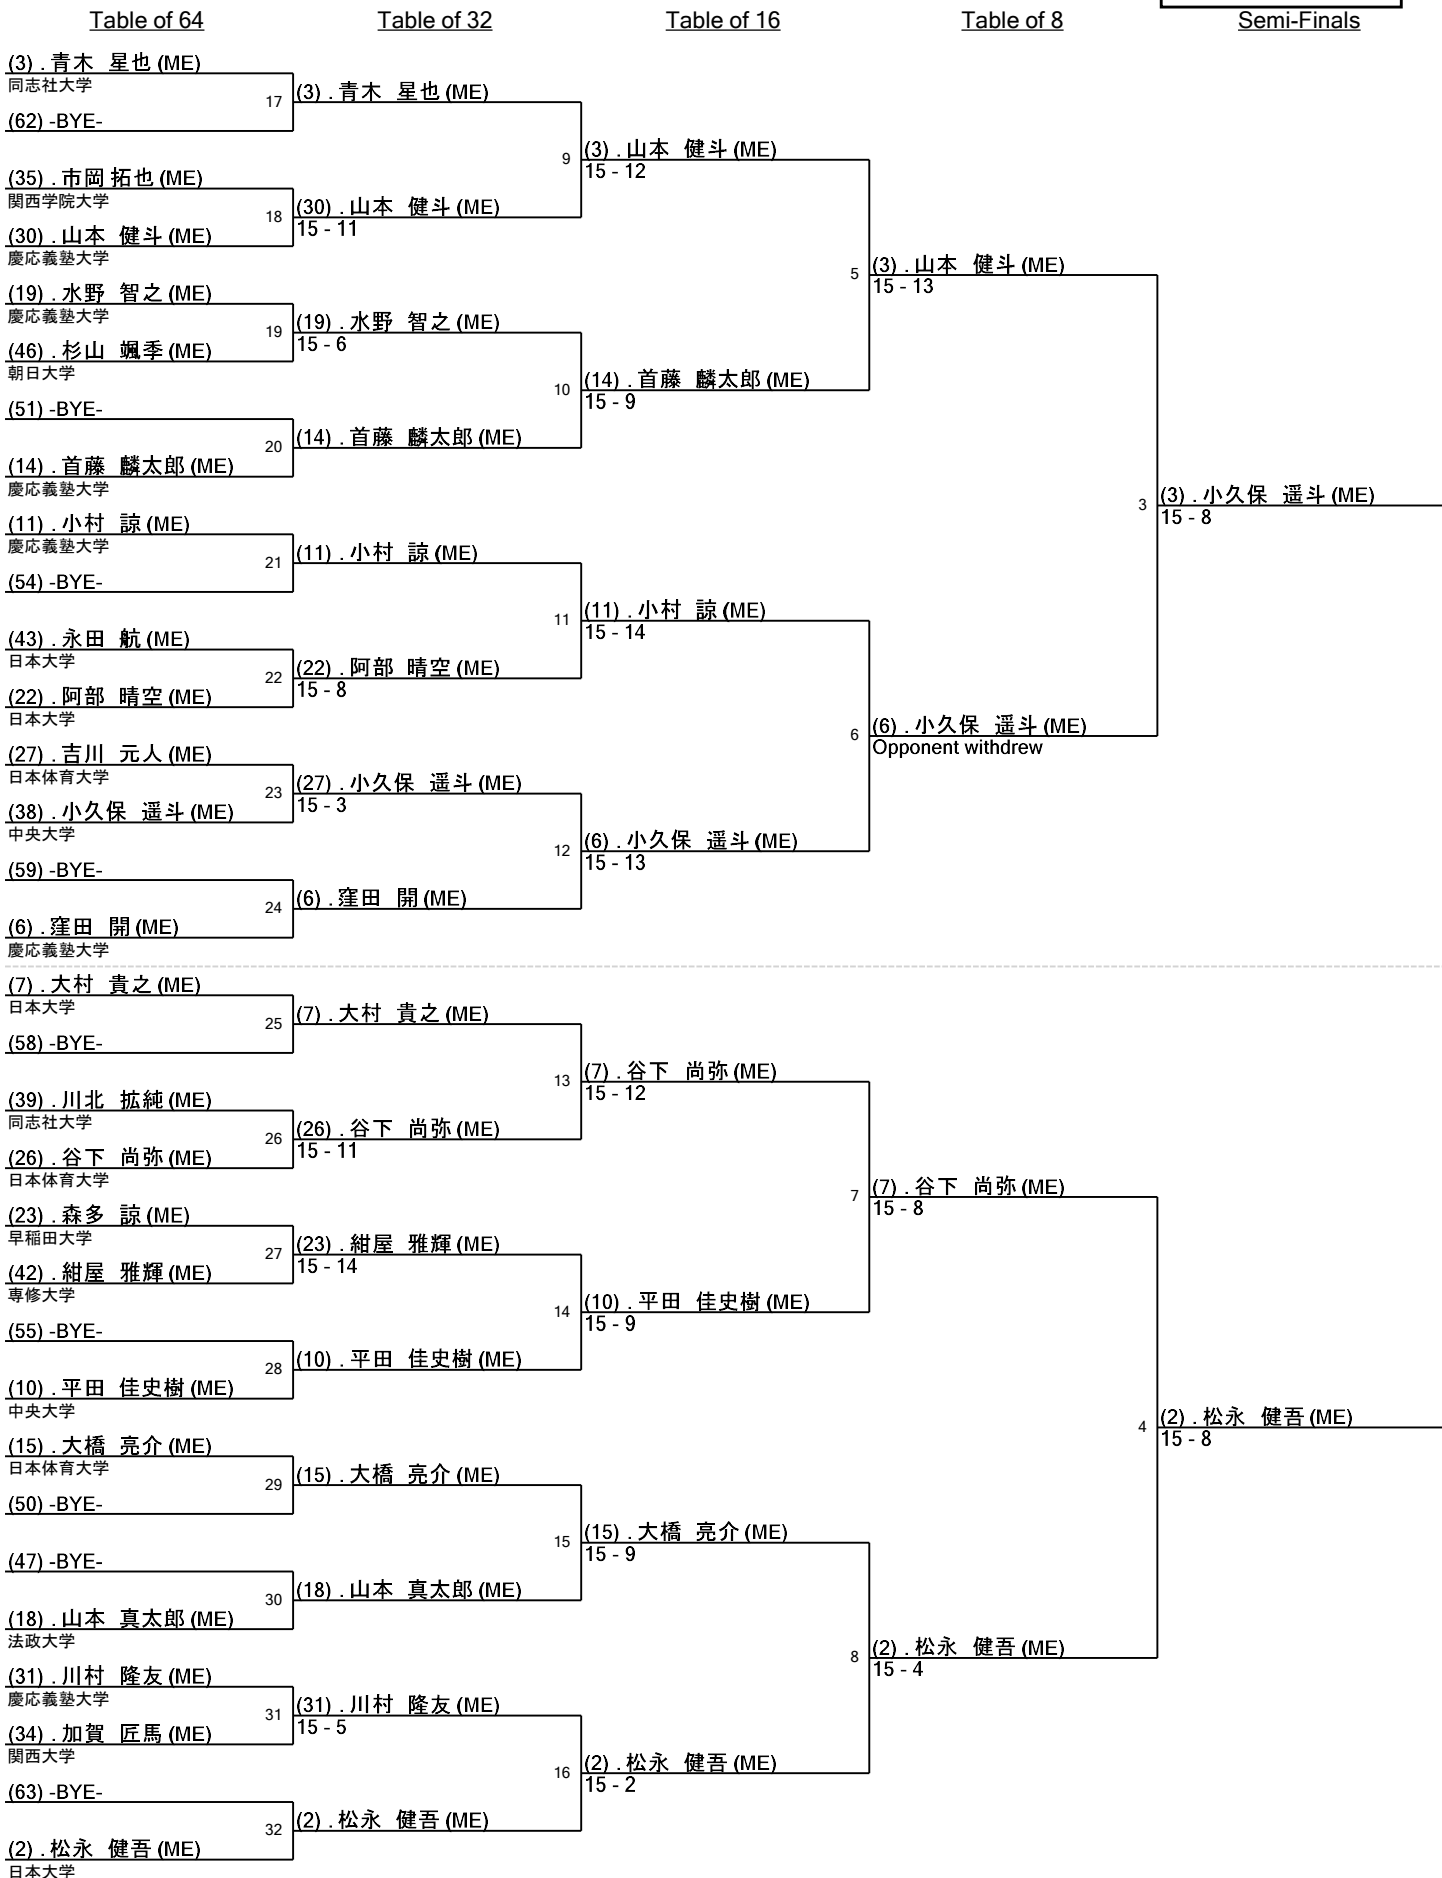 Table of 64
Table of 32
Table of 16
Table of 8
Semi-Finals
(3) . 青木 星也 (ME)
同志社大学
(62) -BYE-
(35) . 市岡 拓也 (ME)
関西学院大学
(30) . 山本 健斗 (ME)
慶応義塾大学
(19) . 水野 智之 (ME)
慶応義塾大学
(46) . 杉山 颯季 (ME)
朝日大学
(51) -BYE-
(14) . 首藤 麟太郎 (ME)
慶応義塾大学
(11) . 小村 諒 (ME)
慶応義塾大学
(54) -BYE-
(43) . 永田 航 (ME)
日本大学
(22) . 阿部 晴空 (ME)
日本大学
(27) . 吉川 元人 (ME)
日本体育大学
(38) . 小久保 遥斗 (ME)
中央大学
(59) -BYE-
(6) . 窪田 開 (ME)
慶応義塾大学
(7) . 大村 貴之 (ME)
日本大学
(58) -BYE-
(39) . 川北 拡純 (ME)
同志社大学
(26) . 谷下 尚弥 (ME)
日本体育大学
(23) . 森多 諒 (ME)
早稲田大学
(42) . 紺屋 雅輝 (ME)
専修大学
(55) -BYE-
(10) . 平田 佳史樹 (ME)
中央大学
(15) . 大橋 亮介 (ME)
日本体育大学
(50) -BYE-
(47) -BYE-
(18) . 山本 真太郎 (ME)
法政大学
(31) . 川村 隆友 (ME)
慶応義塾大学
(34) . 加賀 匠馬 (ME)
関西大学
(63) -BYE-
(2) . 松永 健吾 (ME)
日本大学
17
(3) . 青木 星也 (ME)
18
(30) . 山本 健斗 (ME)
15 - 11
19
(19) . 水野 智之 (ME)
15 - 6
20
(14) . 首藤 麟太郎 (ME)
21
(11) . 小村 諒 (ME)
22
(22) . 阿部 晴空 (ME)
15 - 8
23
(27) . 小久保 遥斗 (ME)
15 - 3
24
(6) . 窪田 開 (ME)
25
(7) . 大村 貴之 (ME)
26
(26) . 谷下 尚弥 (ME)
15 - 11
27
(23) . 紺屋 雅輝 (ME)
15 - 14
28
(10) . 平田 佳史樹 (ME)
29
(15) . 大橋 亮介 (ME)
30
(18) . 山本 真太郎 (ME)
31
(31) . 川村 隆友 (ME)
15 - 5
32
(2) . 松永 健吾 (ME)
9
(3) . 山本 健斗 (ME)
15 - 12
10
(14) . 首藤 麟太郎 (ME)
15 - 9
11
(11) . 小村 諒 (ME)
15 - 14
12
(6) . 小久保 遥斗 (ME)
15 - 13
13
(7) . 谷下 尚弥 (ME)
15 - 12
14
(10) . 平田 佳史樹 (ME)
15 - 9
15
(15) . 大橋 亮介 (ME)
15 - 9
16
(2) . 松永 健吾 (ME)
15 - 2
5
(3) . 山本 健斗 (ME)
15 - 13
6
(6) . 小久保 遥斗 (ME)
Opponent withdrew
7
(7) . 谷下 尚弥 (ME)
15 - 8
8
(2) . 松永 健吾 (ME)
15 - 4
3
(3) . 小久保 遥斗 (ME)
15 - 8
4
(2) . 松永 健吾 (ME)
15 - 8